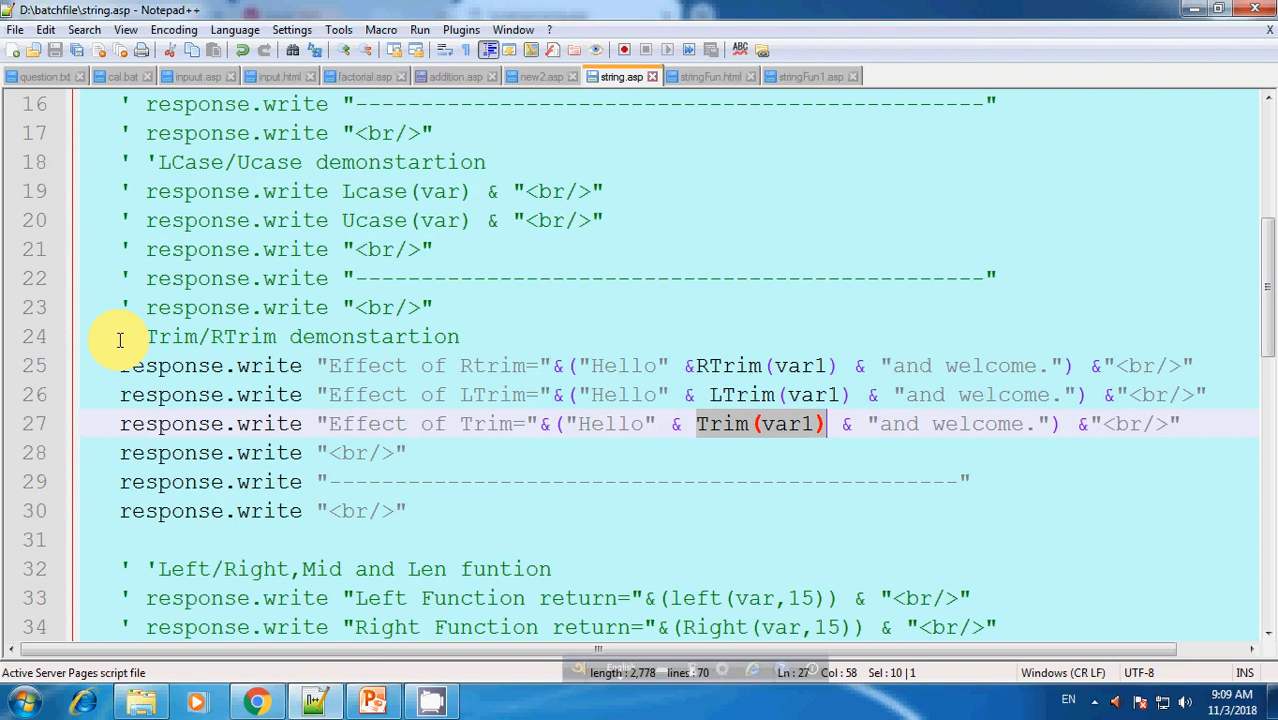 D:\batchfile\string.asp - Notepad++
File Edit Search View Encoding Language Settings Tools Macro Run Plugins Window ? X
question.txt cal.bat inpuut.asp input.html factorial.asp addition.asp new2.asp string.asp stringFun.html stringFun1.asp
16 ' response.write "------------------------------------------------"
17 ' response.write "<br/>"
18 ' 'LCase/Ucase demonstartion
19 ' response.write Lcase(var) & "<br/>"
20 ' response.write Ucase(var) & "<br/>"
21 ' response.write "<br/>"
22 ' response.write "------------------------------------------------"
23 ' response.write "<br/>"
24 Trim/RTrim demonstartion
25 response.write "Effect of Rtrim="&("Hello" &RTrim(var1) & "and welcome.") &"<br/>"
26 response.write "Effect of LTrim="&("Hello" & LTrim(var1) & "and welcome.") &"<br/>"
27 response.write "Effect of Trim="&("Hello" & Trim(var1) & "and welcome.") &"<br/>"
28 response.write "<br/>"
29 response.write "------------------------------------------------"
30 response.write "<br/>"
31
32 ' 'Left/Right,Mid and Len funtion
33 ' response.write "Left Function return="&(left(var,15)) & "<br/>"
34 ' response.write "Right Function return="&(Right(var,15)) & "<br/>"
Active Server Pages script file length : 2,778 lines : 70 Ln : 27 Col : 58 Sel : 10 | 1 Windows (CR LF) UTF-8 INS
English
EN 9:09 AM
11/3/2018